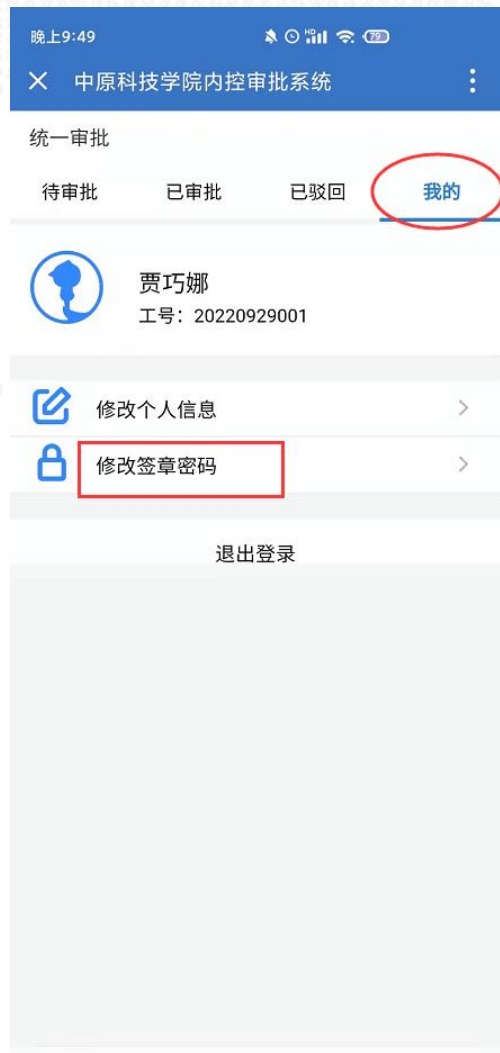 晚上9:49 79
中原科技学院内控审批系统
统一审批
待审批 已审批 已驳回 我的
贾巧娜
工号：20220929001
修改个人信息
修改签章密码
退出登录